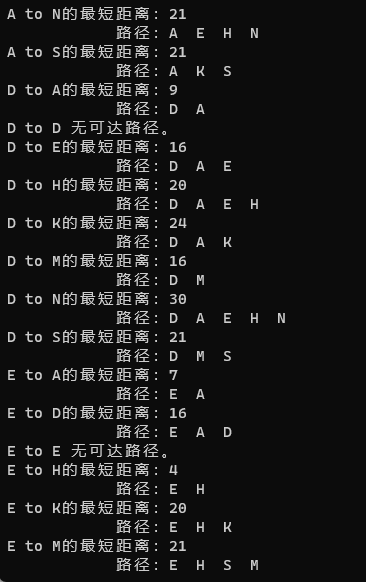 A to N的最短距离: 21
路径: A E H N
A to S的最短距离: 21
路径: A K S
D to A的最短距离: 9
路径: D A
D to D 无可达路径。
D to E的最短距离: 16
路径: D A E
D to H的最短距离: 20
路径: D A E H
D to K的最短距离: 24
路径: D A K
D to M的最短距离: 16
路径: D M
D to N的最短距离: 30
路径: D A E H N
D to S的最短距离: 21
路径: D M S
E to A的最短距离: 7
路径: E A
E to D的最短距离: 16
路径: E A D
E to E 无可达路径。
E to H的最短距离: 4
路径: E H
E to K的最短距离: 20
路径: E H K
E to M的最短距离: 21
路径: E H S M